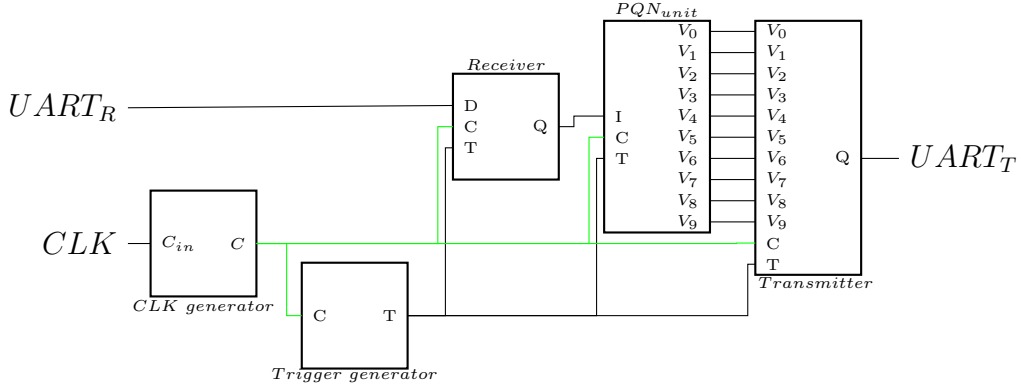 PQN_unit
Receiver
UART_R
D
C
T
Q
I
C
T
V_0
V_1
V_2
V_3
V_4
V_5
V_6
V_7
V_8
V_9
V_0
V_1
V_2
V_3
V_4
V_5
V_6
V_7
V_8
V_9
C
T
Q
UART_T
Transmitter
CLK
C_in
C
CLK generator
C
T
Trigger generator